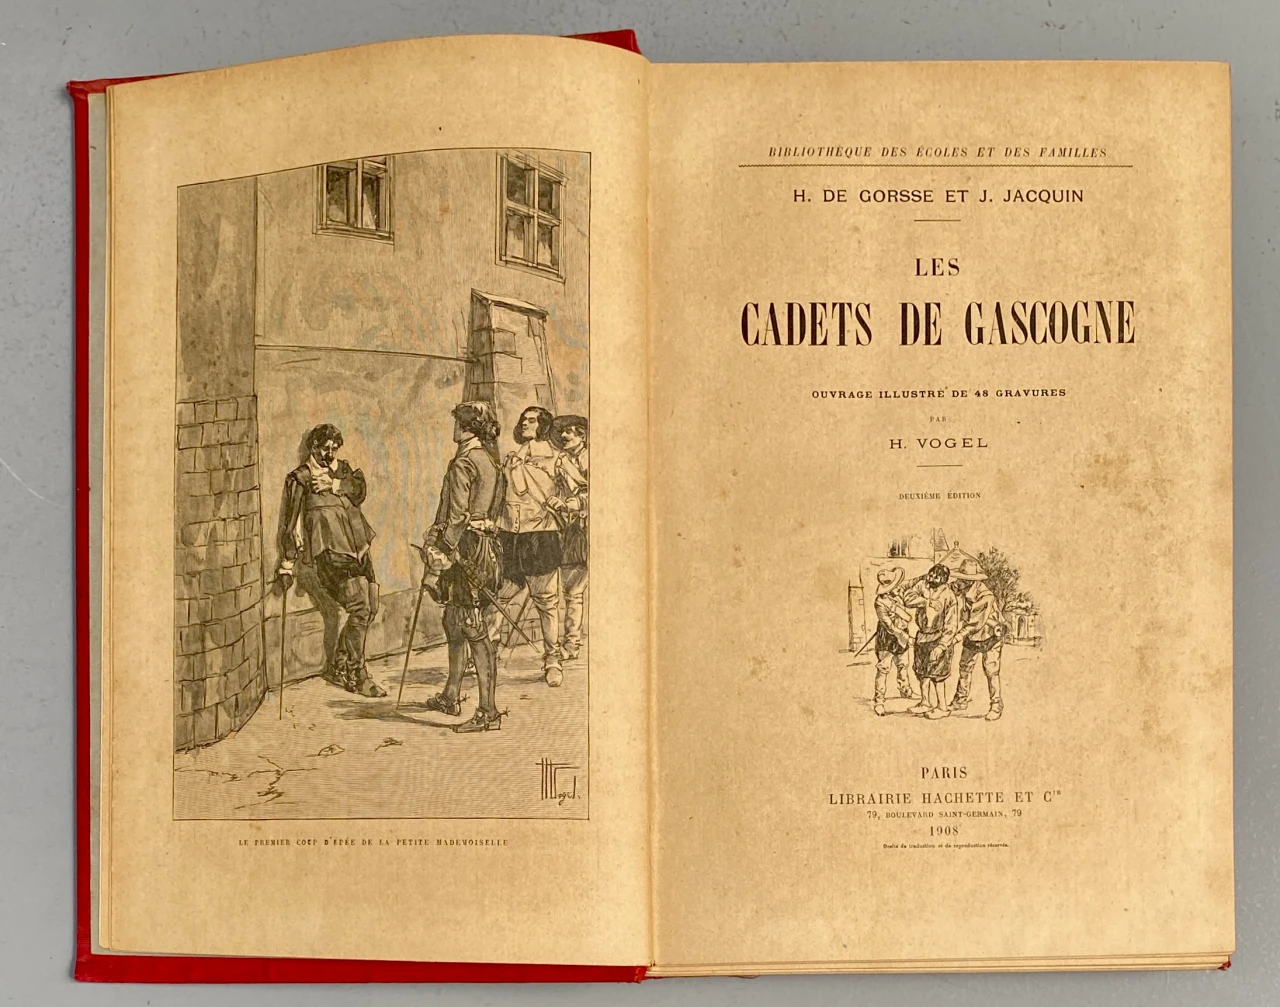 HVogel.
LE PREMIER COUP D'ÉPÉE DE LA PETITE MADEMOISELLE
BIBLIOTHÈQUE DES ÉCOLES ET DES FAMILLES
H. DE GORSSE ET J. JACQUIN
LES
CADETS DE GASCOGNE
OUVRAGE ILLUSTRÉ DE 48 GRAVURES
PAR
H. VOGEL
DEUXIÈME ÉDITION
PARIS
LIBRAIRIE HACHETTE ET Cie
79, BOULEVARD SAINT-GERMAIN, 79
1908
Droits de traduction et de reproduction réservés.